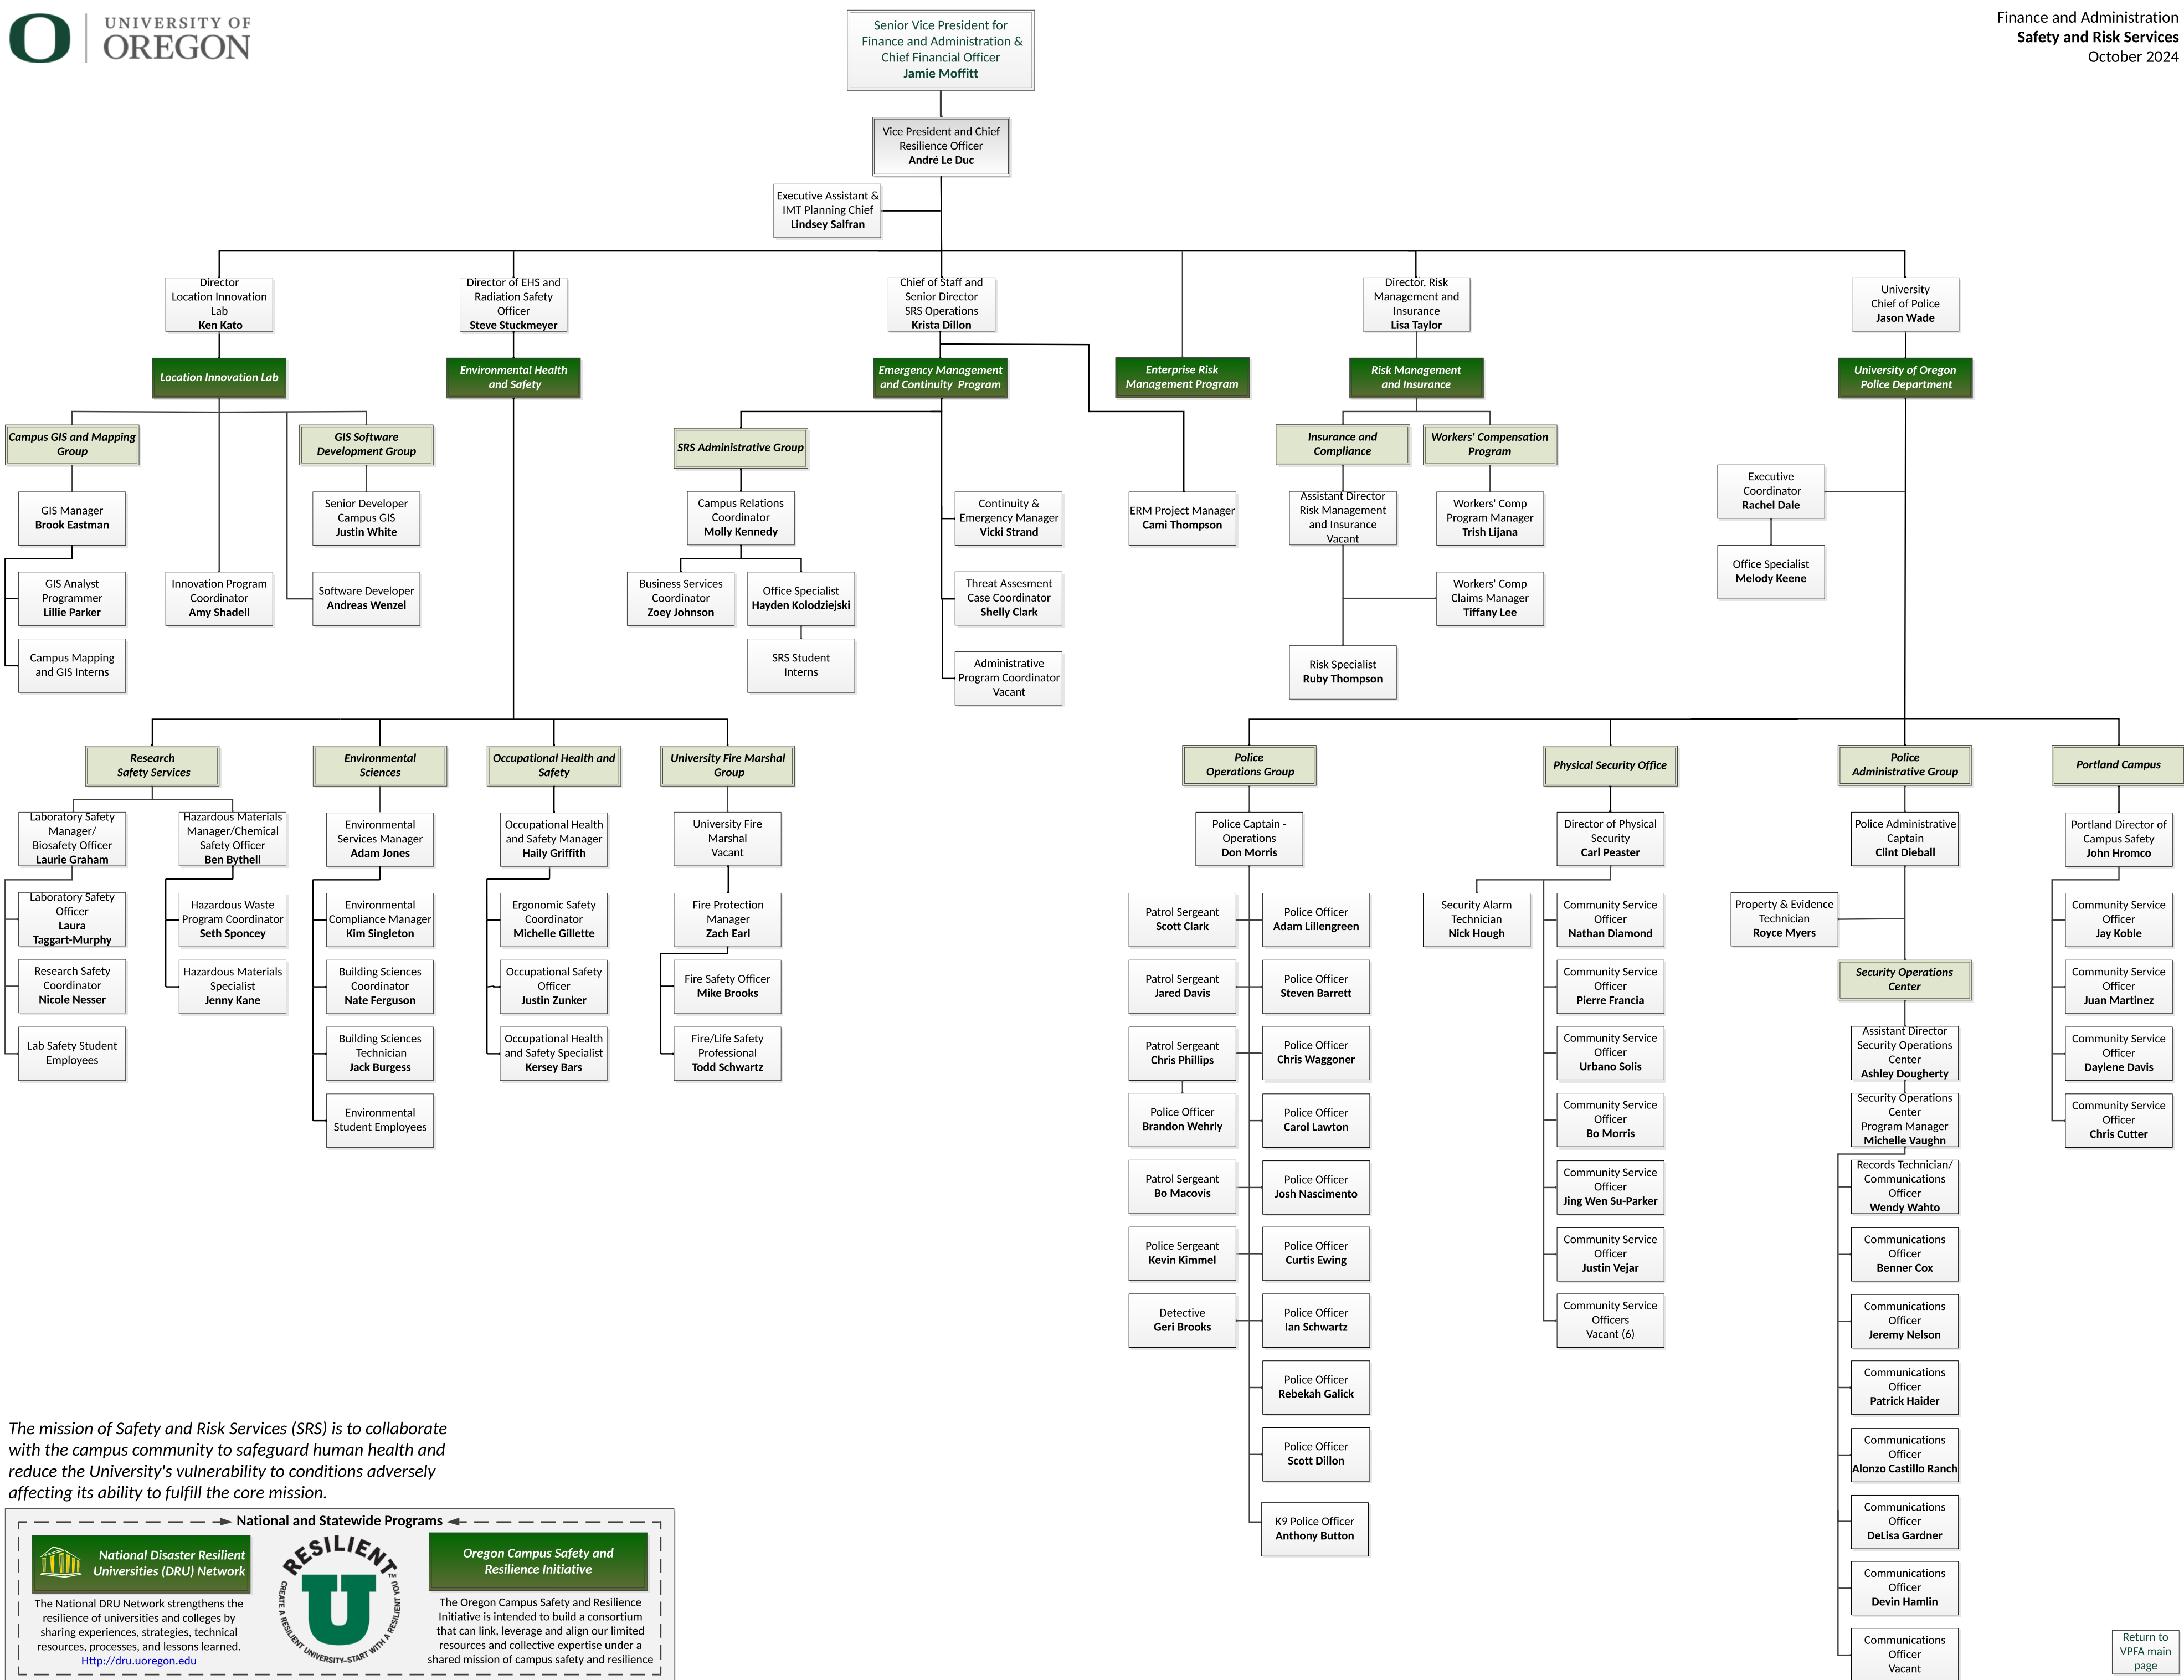 UNIVERSITY OF
OREGON
Senior Vice President for
Finance and Administration &
Chief Financial Officer
Jamie Moffitt
Finance and Administration
Safety and Risk Services
October 2024
Vice President and Chief
Resilience Officer
André Le Duc
Executive Assistant &
IMT Planning Chief
Lindsey Salfran
Director
Location Innovation
Lab
Ken Kato
Director of EHS and
Radiation Safety
Officer
Steve Stuckmeyer
Chief of Staff and
Senior Director
SRS Operations
Krista Dillon
Director, Risk
Management and
Insurance
Lisa Taylor
University
Chief of Police
Jason Wade
Location Innovation Lab
Environmental Health
and Safety
Emergency Management
and Continuity Program
Enterprise Risk
Management Program
Risk Management
and Insurance
University of Oregon
Police Department
Campus GIS and Mapping
Group
GIS Software
Development Group
SRS Administrative Group
Insurance and
Compliance
Workers' Compensation
Program
GIS Manager
Brook Eastman
Senior Developer
Campus GIS
Justin White
Campus Relations
Coordinator
Molly Kennedy
Continuity &
Emergency Manager
Vicki Strand
ERM Project Manager
Cami Thompson
Assistant Director
Risk Management
and Insurance
Vacant
Workers' Comp
Program Manager
Trish Lijana
Executive
Coordinator
Rachel Dale
GIS Analyst
Programmer
Lillie Parker
Innovation Program
Coordinator
Amy Shadell
Software Developer
Andreas Wenzel
Business Services
Coordinator
Zoey Johnson
Office Specialist
Hayden Kolodziejski
Threat Assesment
Case Coordinator
Shelly Clark
Workers' Comp
Claims Manager
Tiffany Lee
Office Specialist
Melody Keene
Campus Mapping
and GIS Interns
SRS Student
Interns
Administrative
Program Coordinator
Vacant
Risk Specialist
Ruby Thompson
Research
Safety Services
Environmental
Sciences
Occupational Health and
Safety
University Fire Marshal
Group
Police
Operations Group
Physical Security Office
Police
Administrative Group
Portland Campus
Laboratory Safety
Manager/
Biosafety Officer
Laurie Graham
Hazardous Materials
Manager/Chemical
Safety Officer
Ben Bythell
Environmental
Services Manager
Adam Jones
Occupational Health
and Safety Manager
Haily Griffith
University Fire
Marshal
Vacant
Police Captain -
Operations
Don Morris
Director of Physical
Security
Carl Peaster
Police Administrative
Captain
Clint Dieball
Portland Director of
Campus Safety
John Hromco
Laboratory Safety
Officer
Laura
Taggart-Murphy
Hazardous Waste
Program Coordinator
Seth Sponcey
Environmental
Compliance Manager
Kim Singleton
Ergonomic Safety
Coordinator
Michelle Gillette
Fire Protection
Manager
Zach Earl
Patrol Sergeant
Scott Clark
Police Officer
Adam Lillengreen
Security Alarm
Technician
Nick Hough
Community Service
Officer
Nathan Diamond
Property & Evidence
Technician
Royce Myers
Community Service
Officer
Jay Koble
Research Safety
Coordinator
Nicole Nesser
Hazardous Materials
Specialist
Jenny Kane
Building Sciences
Coordinator
Nate Ferguson
Occupational Safety
Officer
Justin Zunker
Fire Safety Officer
Mike Brooks
Patrol Sergeant
Jared Davis
Police Officer
Steven Barrett
Community Service
Officer
Pierre Francia
Security Operations
Center
Community Service
Officer
Juan Martinez
Lab Safety Student
Employees
Building Sciences
Technician
Jack Burgess
Occupational Health
and Safety Specialist
Kersey Bars
Fire/Life Safety
Professional
Todd Schwartz
Patrol Sergeant
Chris Phillips
Police Officer
Chris Waggoner
Community Service
Officer
Urbano Solis
Assistant Director
Security Operations
Center
Ashley Dougherty
Community Service
Officer
Daylene Davis
Environmental
Student Employees
Police Officer
Brandon Wehrly
Police Officer
Carol Lawton
Community Service
Officer
Bo Morris
Security Operations
Center
Program Manager
Michelle Vaughn
Community Service
Officer
Chris Cutter
Patrol Sergeant
Bo Macovis
Police Officer
Josh Nascimento
Community Service
Officer
Jing Wen Su-Parker
Records Technician/
Communications
Officer
Wendy Wahto
Police Sergeant
Kevin Kimmel
Police Officer
Curtis Ewing
Community Service
Officer
Justin Vejar
Communications
Officer
Benner Cox
Detective
Geri Brooks
Police Officer
Ian Schwartz
Community Service
Officers
Vacant (6)
Communications
Officer
Jeremy Nelson
Police Officer
Rebekah Galick
Communications
Officer
Patrick Haider
Police Officer
Scott Dillon
Communications
Officer
Alonzo Castillo Ranch
K9 Police Officer
Anthony Button
Communications
Officer
DeLisa Gardner
Communications
Officer
Devin Hamlin
Communications
Officer
Vacant
The mission of Safety and Risk Services (SRS) is to collaborate
with the campus community to safeguard human health and
reduce the University's vulnerability to conditions adversely
affecting its ability to fulfill the core mission.
National and Statewide Programs
National Disaster Resilient
Universities (DRU) Network
The National DRU Network strengthens the
resilience of universities and colleges by
sharing experiences, strategies, technical
resources, processes, and lessons learned.
Http://dru.uoregon.edu
RESILIENT
U
TM
CREATE A RESILIENT UNIVERSITY–START WITH A RESILIENT YOU
Oregon Campus Safety and
Resilience Initiative
The Oregon Campus Safety and Resilience
Initiative is intended to build a consortium
that can link, leverage and align our limited
resources and collective expertise under a
shared mission of campus safety and resilience
Return to
VPFA main
page